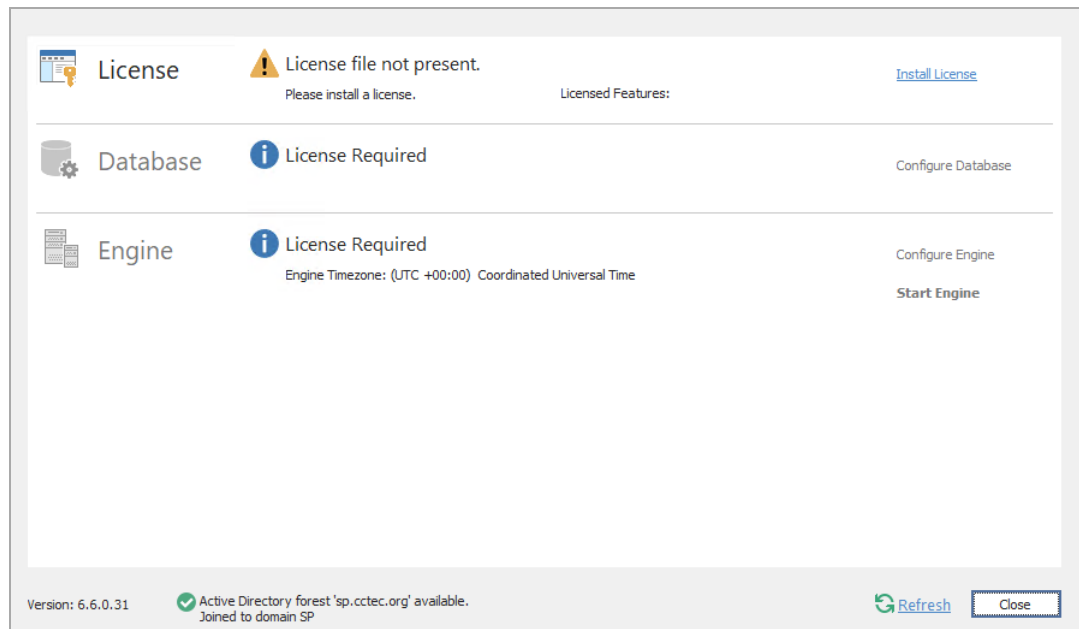 License
License file not present.
Please install a license.
Licensed Features:
Install License
Database
License Required
Configure Database
Engine
License Required
Engine Timezone: (UTC +00:00) Coordinated Universal Time
Configure Engine
Start Engine
Version: 6.6.0.31
Active Directory forest 'sp.cctec.org' available.
Joined to domain SP
Refresh
Close